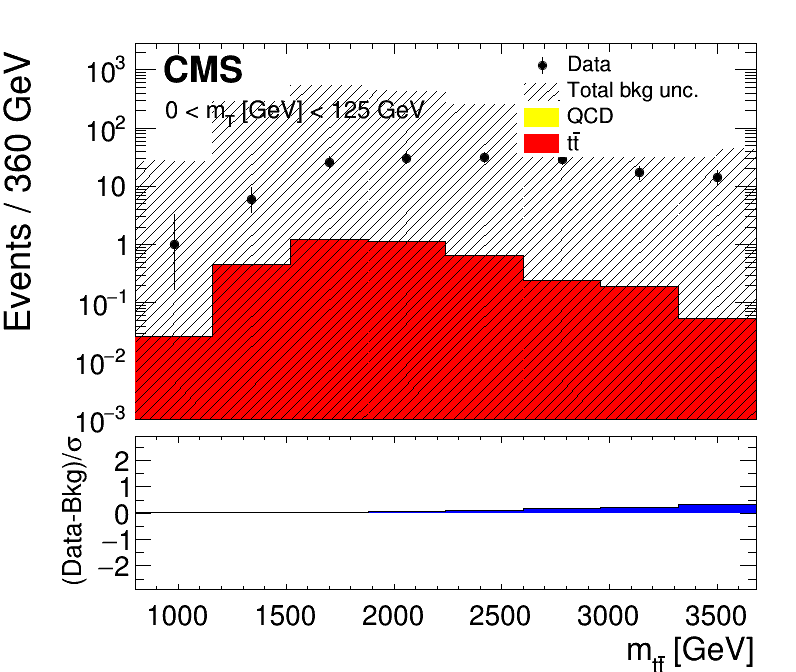 Events / 360 GeV
CMS
0 < m_T [GeV] < 125 GeV
Data
Total bkg unc.
QCD
tt̄
10³
10²
10
1
10⁻¹
10⁻²
10⁻³
(Data-Bkg)/σ
2
1
0
−1
−2
1000 1500 2000 2500 3000 3500
m_tt̄ [GeV]